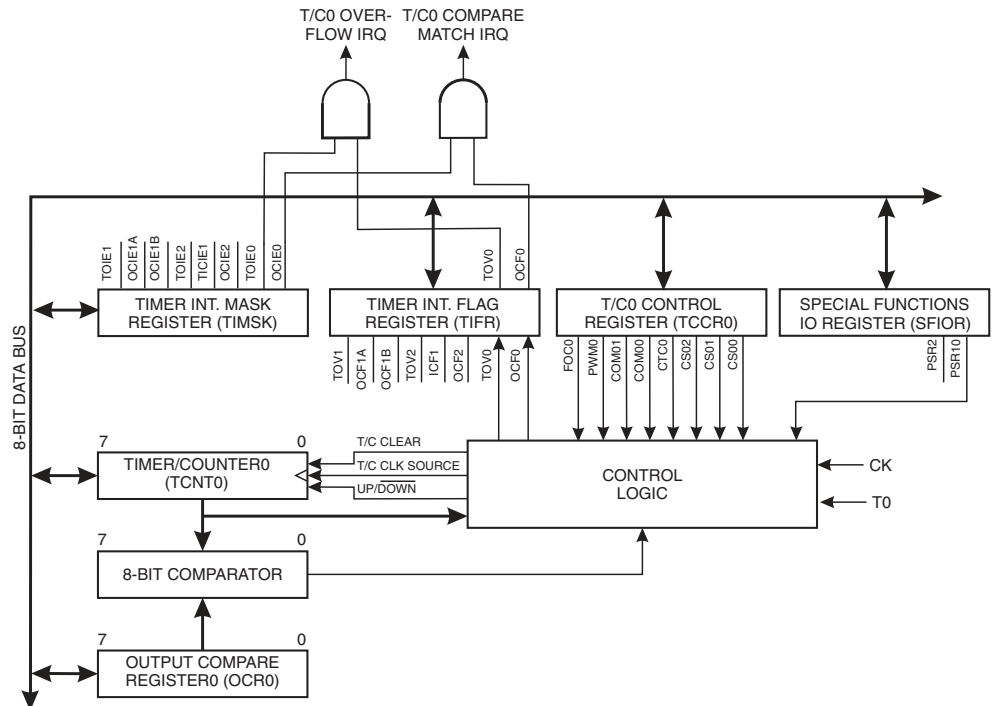 T/C0 OVER-
FLOW IRQ
T/C0 COMPARE
MATCH IRQ
TOIE1
OCIE1A
OCIE1B
TOIE2
TICIE1
OCIE2
TOIE0
OCIE0
TOV0
OCF0
TIMER INT. MASK
REGISTER (TIMSK)
TIMER INT. FLAG
REGISTER (TIFR)
T/C0 CONTROL
REGISTER (TCCR0)
SPECIAL FUNCTIONS
IO REGISTER (SFIOR)
TOV1
OCF1A
OCF1B
TOV2
ICF1
OCF2
TOV0
OCF0
FOC0
PWM0
COM01
COM00
CTC0
CS02
CS01
CS00
PSR2
PSR10
8-BIT DATA BUS
7
0
TIMER/COUNTER0
(TCNT0)
T/C CLEAR
T/C CLK SOURCE
UP/DOWN
CONTROL
LOGIC
CK
T0
7
0
8-BIT COMPARATOR
7
0
OUTPUT COMPARE
REGISTER0 (OCR0)